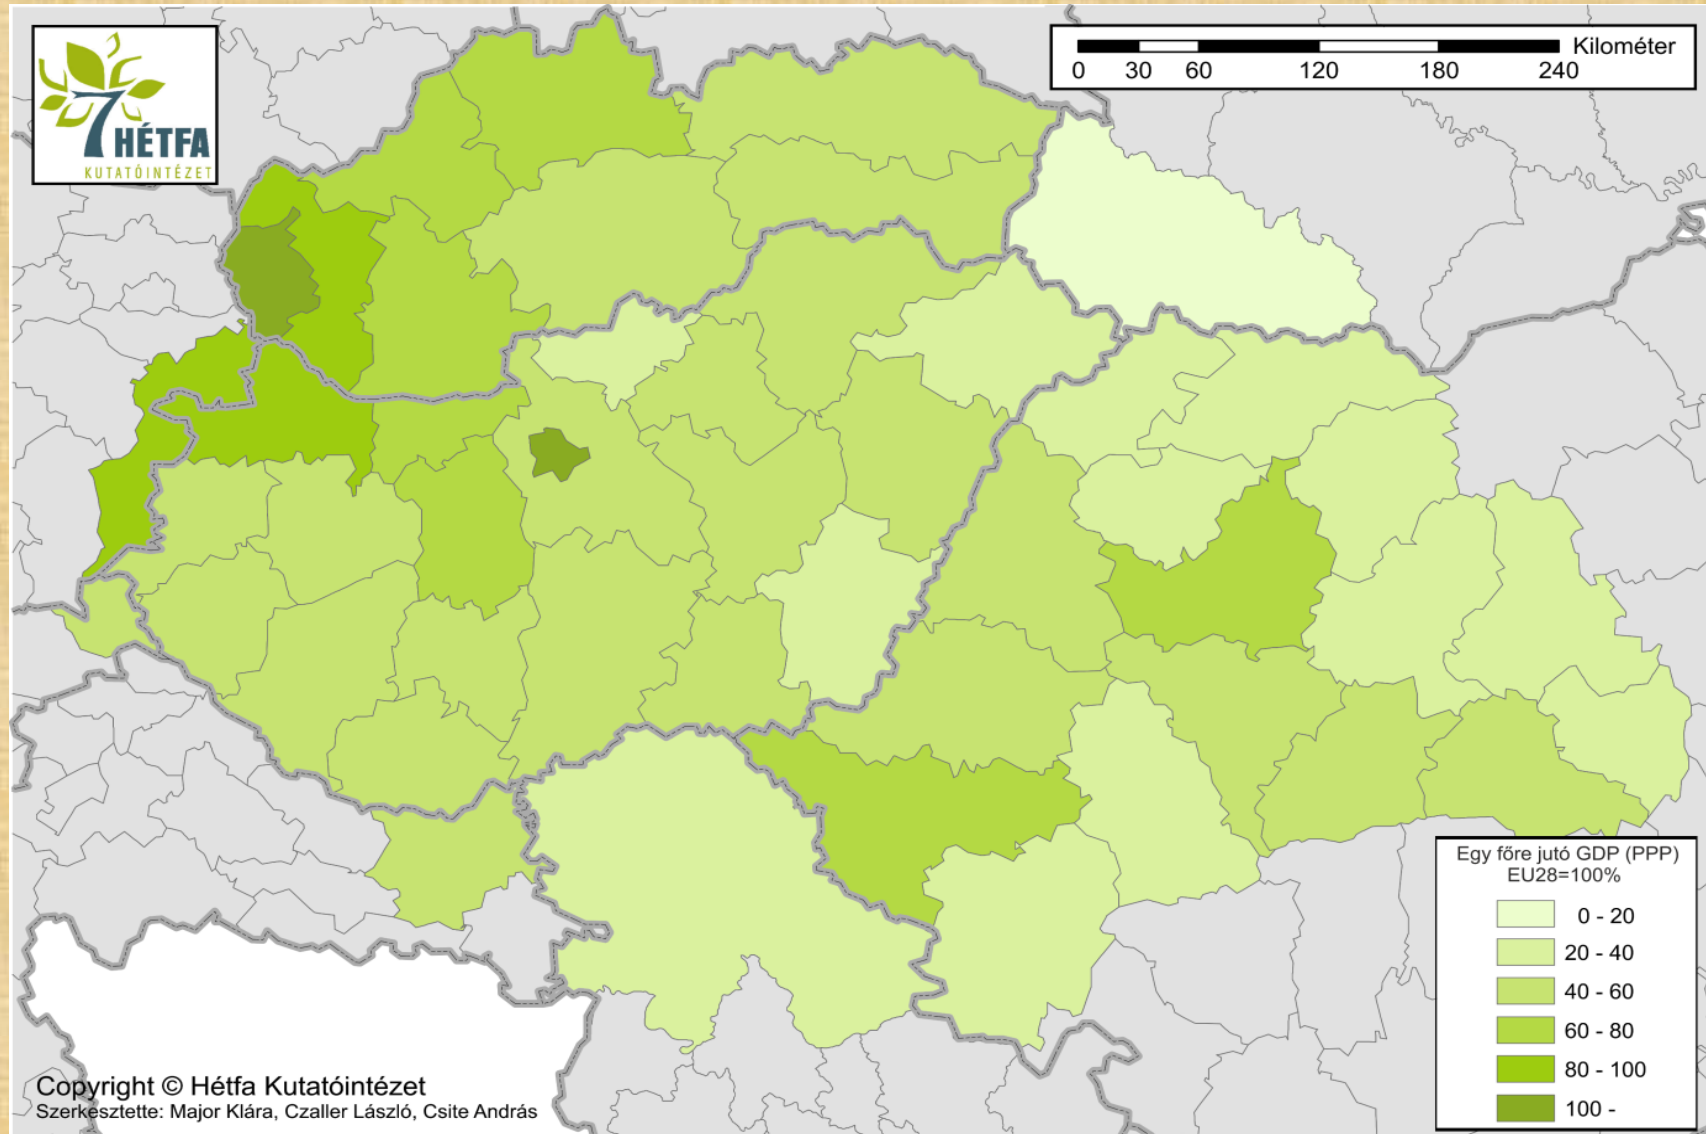 7 HÉTFA
KUTATÓINTÉZET
Kilométer
0 30 60 120 180 240
Egy főre jutó GDP (PPP)
EU28=100%
0 - 20
20 - 40
40 - 60
60 - 80
80 - 100
100 -
Copyright © Hétfa Kutatóintézet
Szerkesztette: Major Klára, Czaller László, Csite András